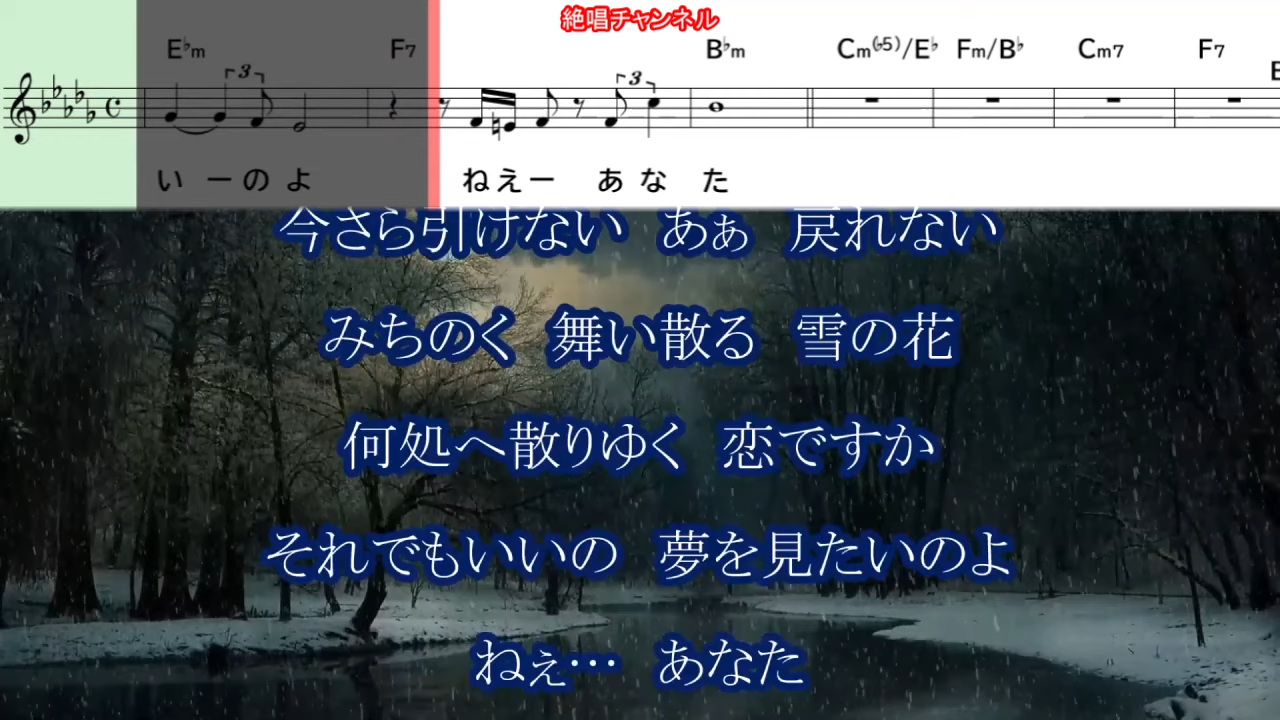 絶唱チャンネル
E♭m F7 B♭m Cm(♭5)/E♭ Fm/B♭ Cm7 F7 E
3 3
い ーの よ ねえー あ な た
今さら引けない あぁ 戻れない
みちのく 舞い散る 雪の花
何処へ散りゆく 恋ですか
それでもいいの 夢を見たいのよ
ねぇ… あなた